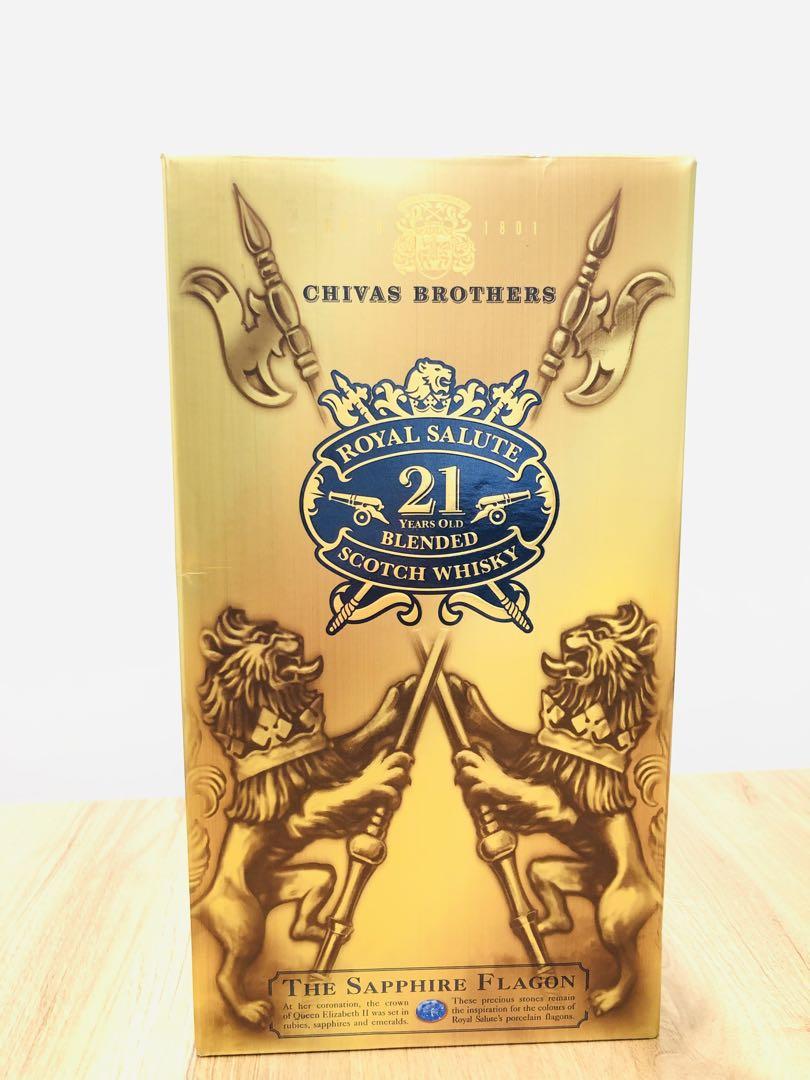 1801
CHIVAS BROTHERS
ROYAL SALUTE
21
YEARS OLD
BLENDED
SCOTCH WHISKY
THE SAPPHIRE FLAGON
At her coronation, the crown
of Queen Elizabeth II was set in
rubies, sapphires and emeralds.
These precious stones remain
the inspiration for the colours of
Royal Salute's porcelain flagons.